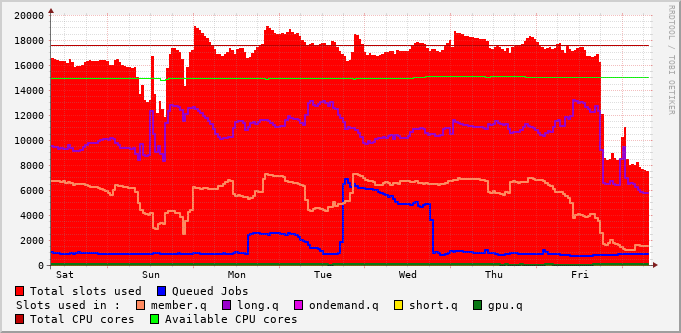 20000
18000
16000
14000
12000
10000
8000
6000
4000
2000
0
Sat Sun Mon Tue Wed Thu Fri
RRDTOOL / TOBI OETIKER
Total slots used Queued Jobs
Slots used in : member.q long.q ondemand.q short.q gpu.q
Total CPU cores Available CPU cores